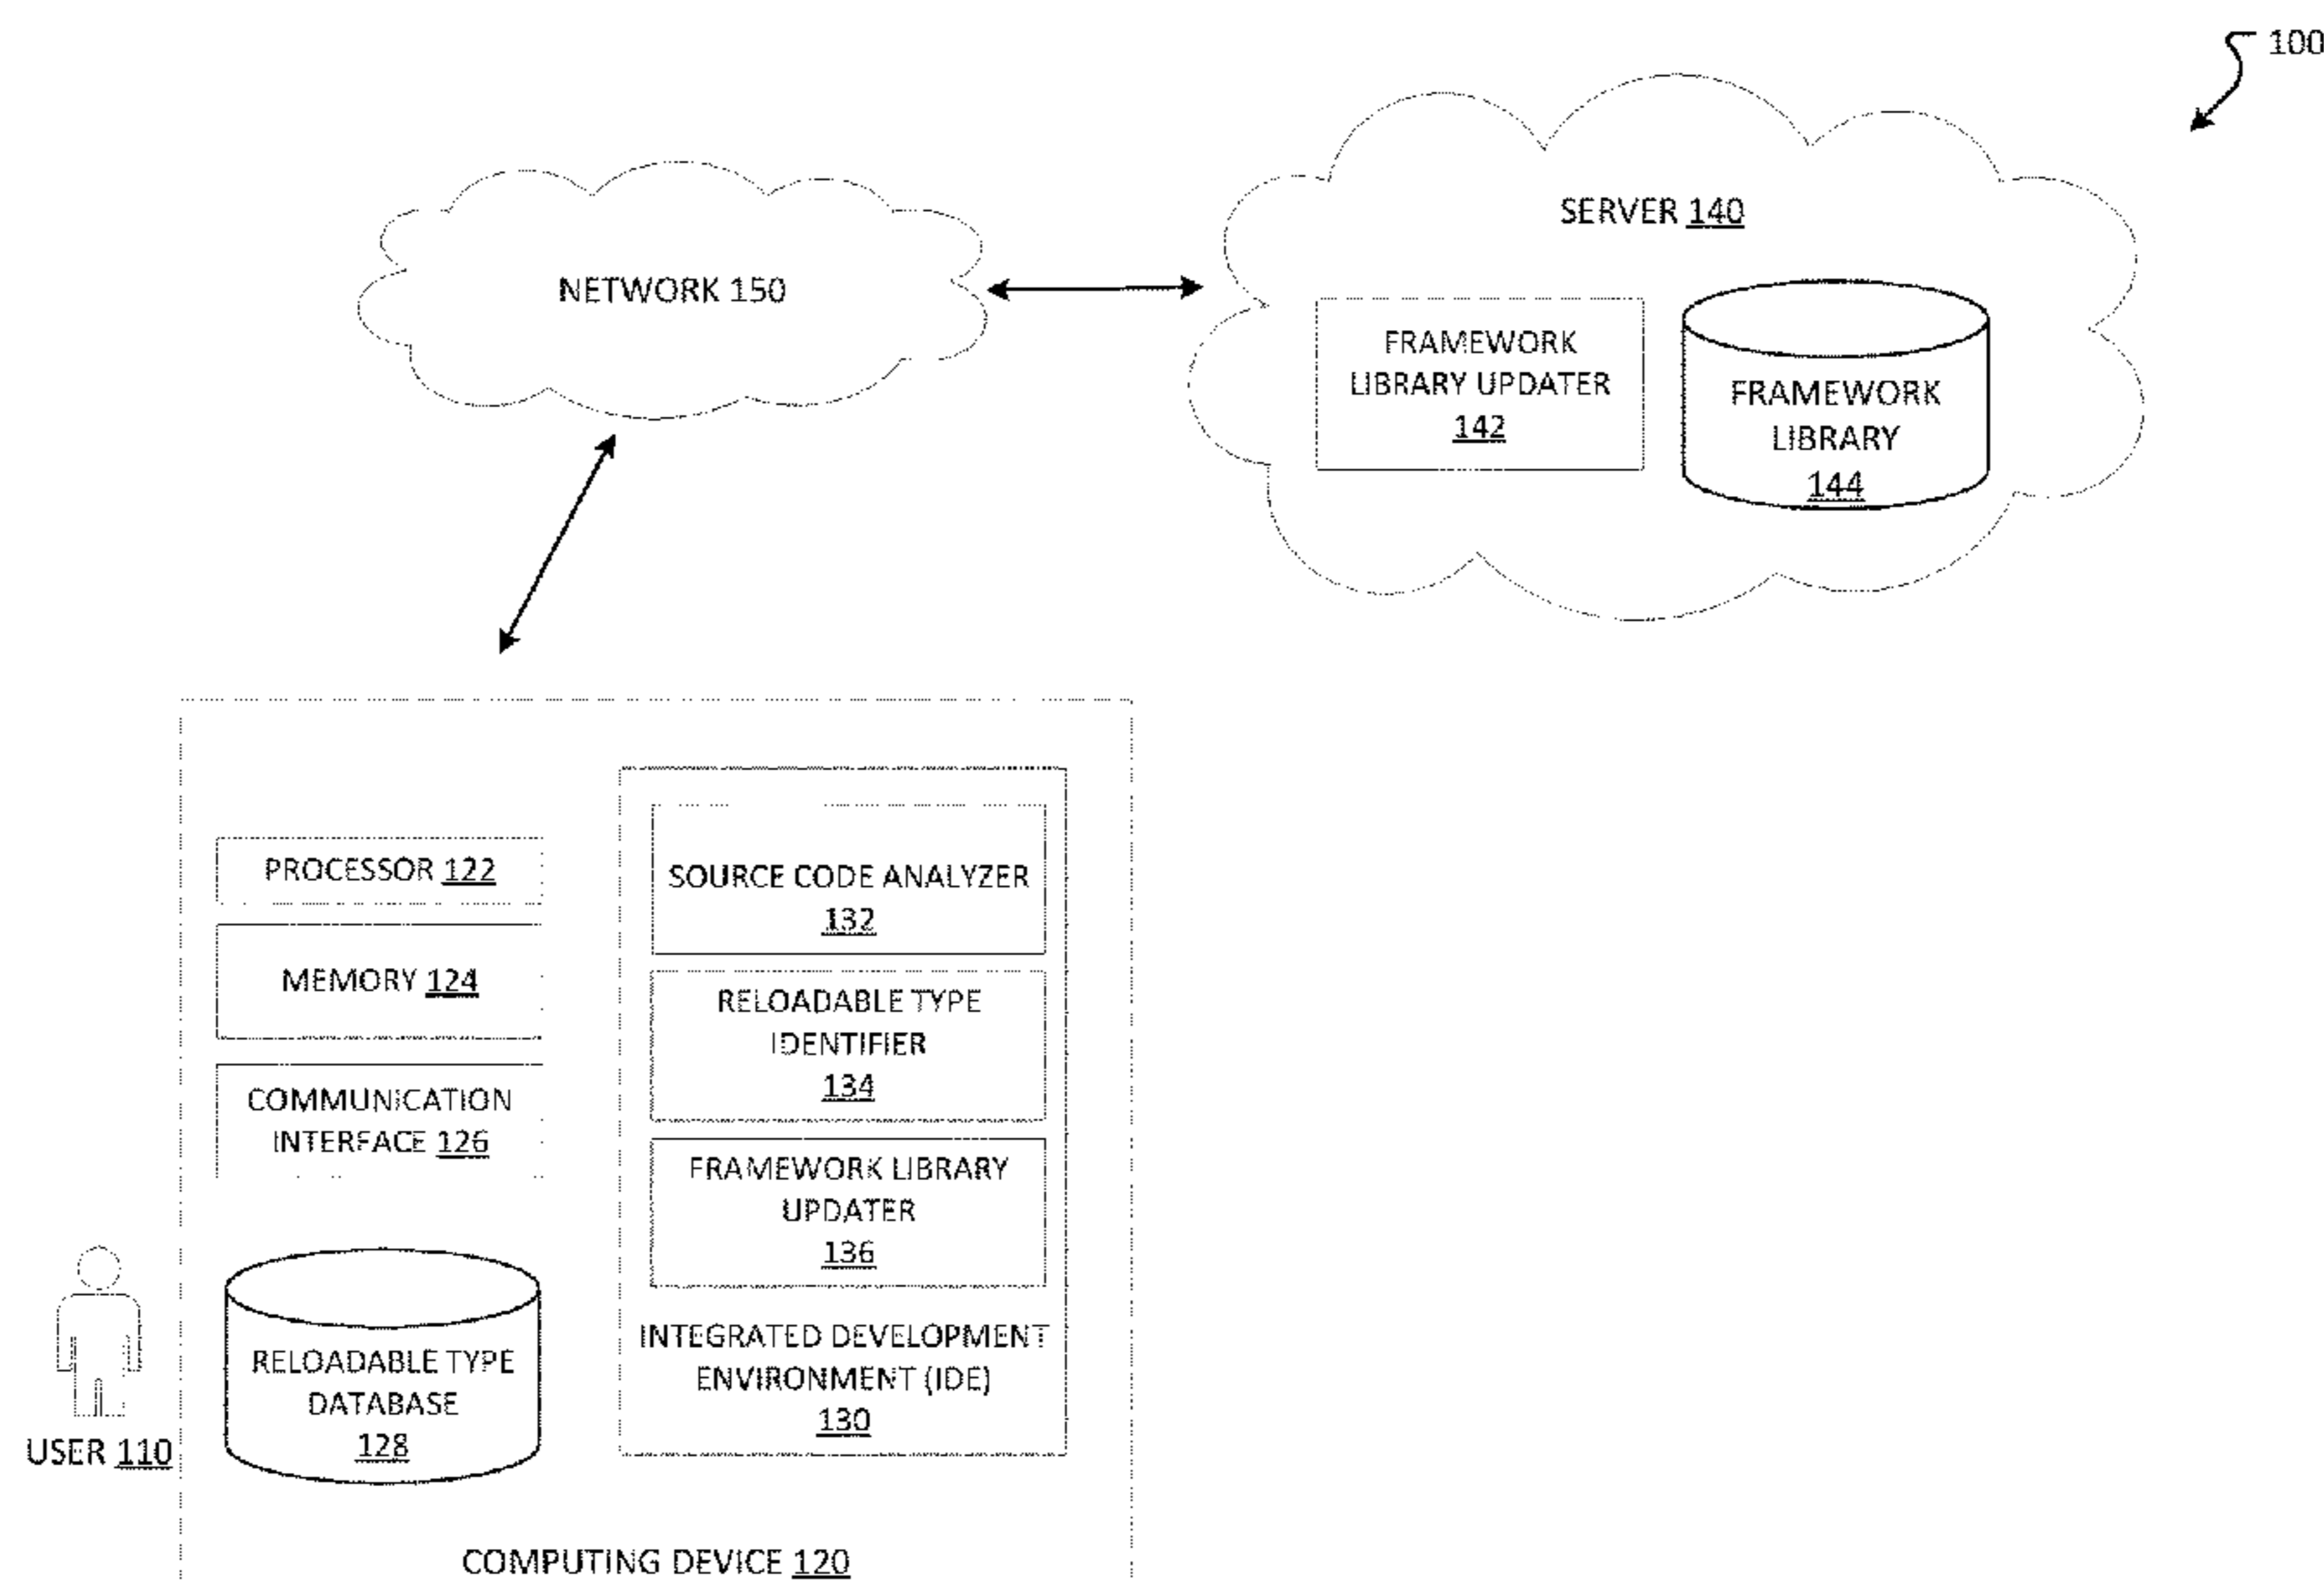 100
SERVER 140
NETWORK 150
FRAMEWORK
LIBRARY UPDATER
142
FRAMEWORK
LIBRARY
144
PROCESSOR 122
MEMORY 124
COMMUNICATION
INTERFACE 126
RELOADABLE TYPE
DATABASE
128
SOURCE CODE ANALYZER
132
RELOADABLE TYPE
IDENTIFIER
134
FRAMEWORK LIBRARY
UPDATER
136
INTEGRATED DEVELOPMENT
ENVIRONMENT (IDE)
130
USER 110
COMPUTING DEVICE 120